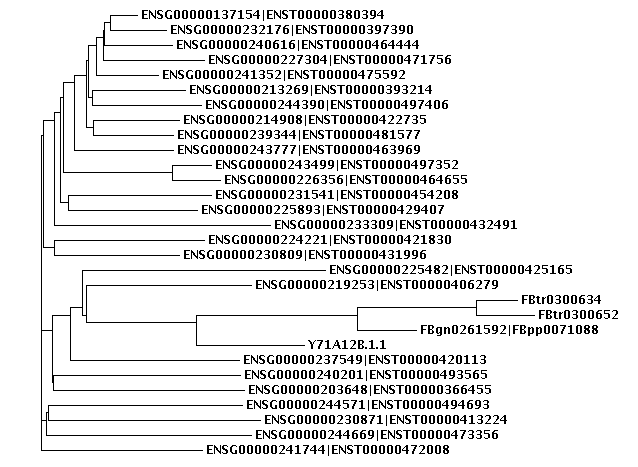 ENSG00000137154|ENST00000380394
ENSG00000232176|ENST00000397390
ENSG00000240616|ENST00000464444
ENSG00000227304|ENST00000471756
ENSG00000241352|ENST00000475592
ENSG00000213269|ENST00000393214
ENSG00000244390|ENST00000497406
ENSG00000214908|ENST00000422735
ENSG00000239344|ENST00000481577
ENSG00000243777|ENST00000463969
ENSG00000243499|ENST00000497352
ENSG00000226356|ENST00000464655
ENSG00000231541|ENST00000454208
ENSG00000225893|ENST00000429407
ENSG00000233309|ENST00000432491
ENSG00000224221|ENST00000421830
ENSG00000230809|ENST00000431996
ENSG00000225482|ENST00000425165
ENSG00000219253|ENST00000406279
FBtr0300634
FBtr0300652
FBgn0261592|FBpp0071088
Y71A12B.1.1
ENSG00000237549|ENST00000420113
ENSG00000240201|ENST00000493565
ENSG00000203648|ENST00000366455
ENSG00000244571|ENST00000494693
ENSG00000230871|ENST00000413224
ENSG00000244669|ENST00000473356
ENSG00000241744|ENST00000472008